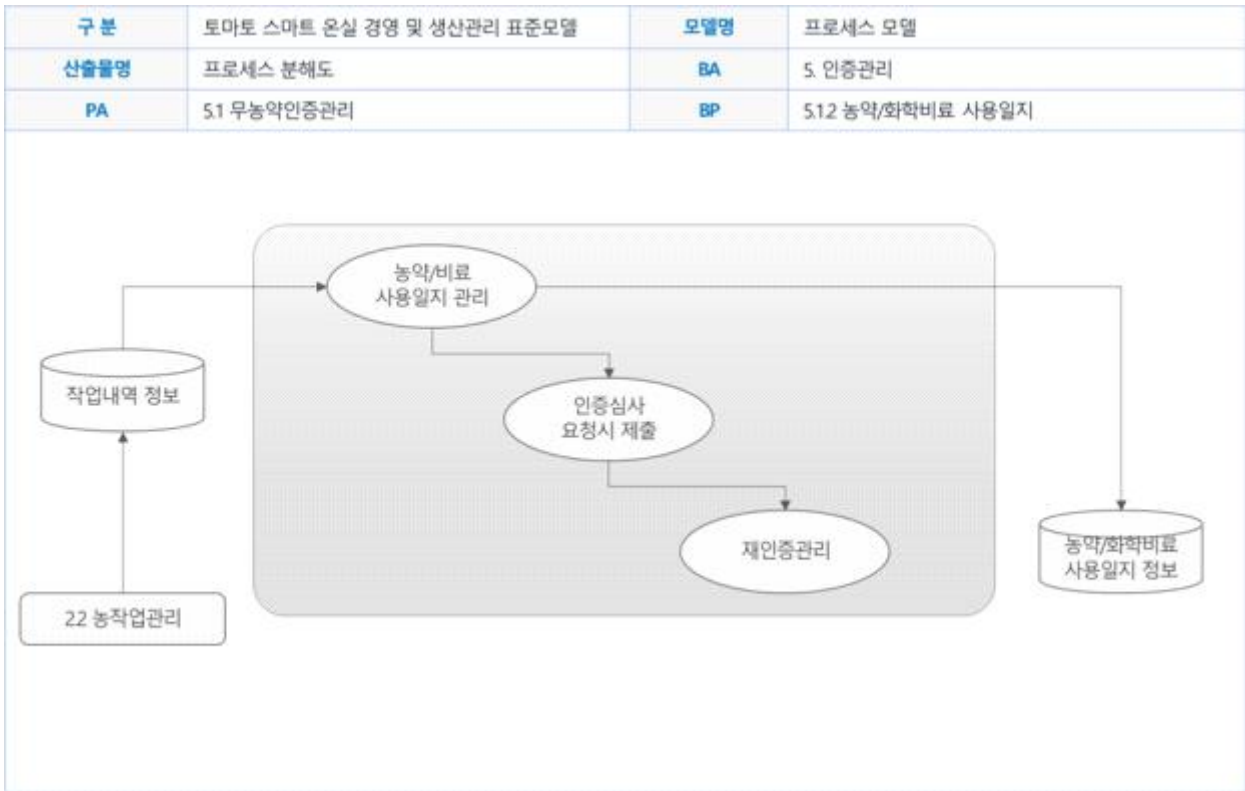 구 분 토마토 스마트 온실 경영 및 생산관리 표준모델 모델명 프로세스 모델
산출물명 프로세스 분해도 BA 5. 인증관리
PA 5.1 무농약인증관리 BP 5.1.2 농약/화학비료 사용일지
농약/비료
사용일지 관리
작업내역 정보
인증심사
요청시 제출
재인증관리
농약/화학비료
사용일지 정보
2.2 농작업관리